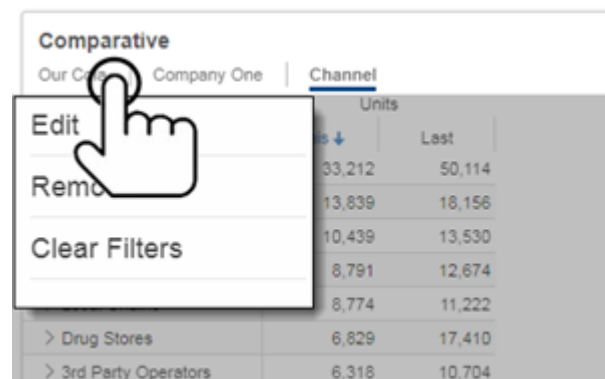 Comparative
Our Company One Channel
Edit Units
Last
33,212 50,114
13,839 18,156
Clear Filters 10,439 13,530
8,791 12,674
8,774 11,222
Drug Stores 6,829 17,410
3rd Party Operators 6,318 10,704